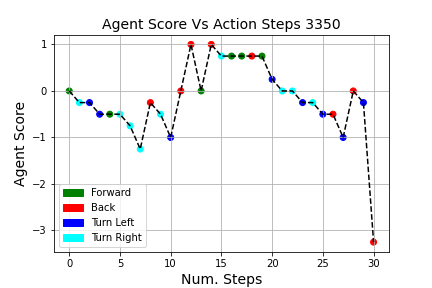 Agent Score Vs Action Steps 3350
1
0
−1
−2
−3
Agent Score
Forward
Back
Turn Left
Turn Right
0 5 10 15 20 25 30
Num. Steps